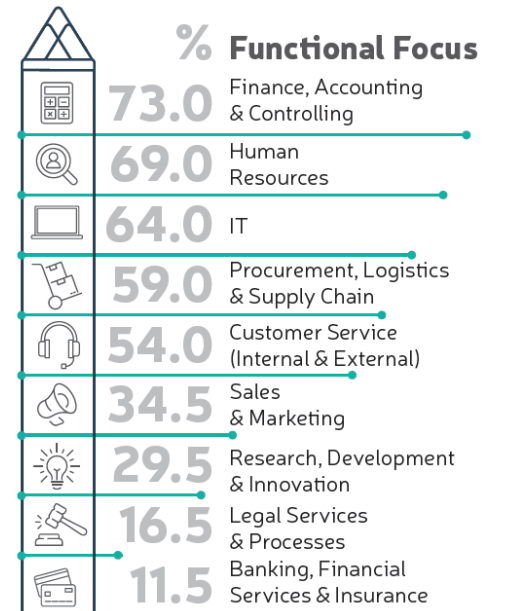 % Functional Focus
73.0 Finance, Accounting
& Controlling
69.0 Human
Resources
64.0 IT
59.0 Procurement, Logistics
& Supply Chain
54.0 Customer Service
(Internal & External)
34.5 Sales
& Marketing
29.5 Research, Development
& Innovation
16.5 Legal Services
& Processes
11.5 Banking, Financial
Services & Insurance